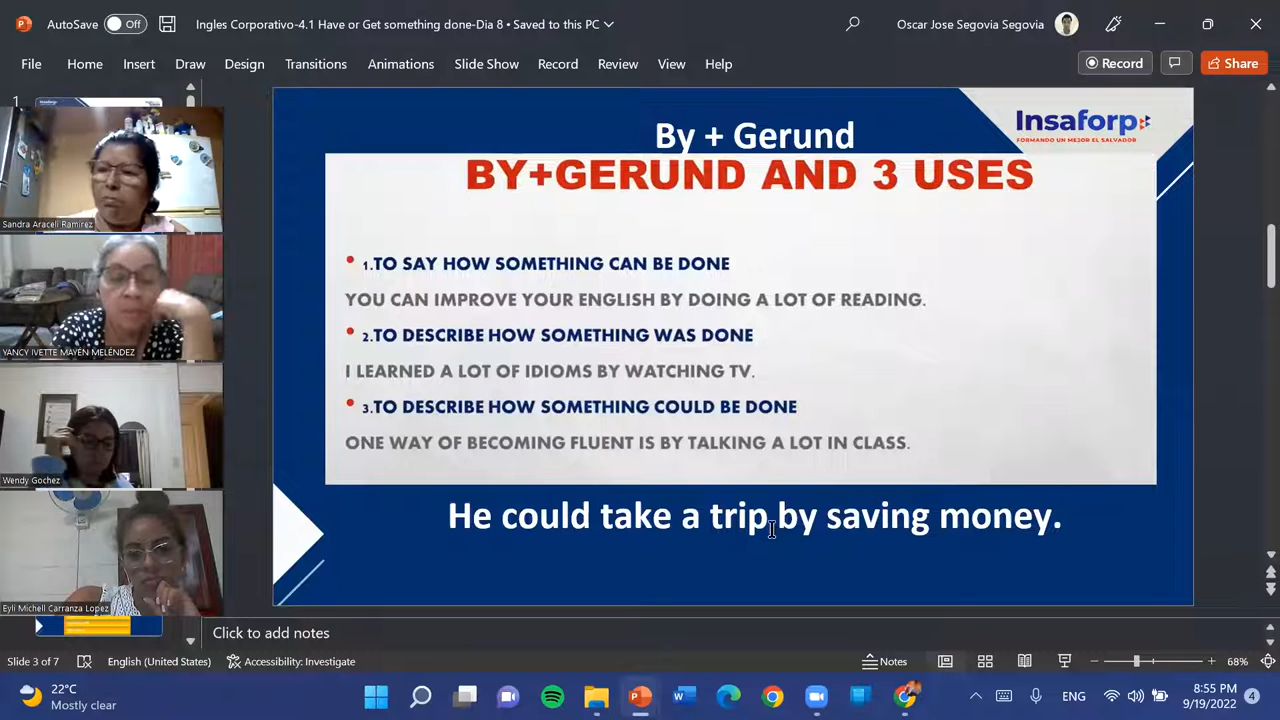 AutoSave Off Ingles Corporativo-4.1 Have or Get something done-Dia 8 • Saved to this PC Oscar Jose Segovia Segovia
File Home Insert Draw Design Transitions Animations Slide Show Record Review View Help Record Share
1
Sandra Araceli Ramirez
YANCY IVETTE MAYÉN MELÉNDEZ
Wendy Gochez
Eyli Michell Carranza Lopez
Insaforp
FORMANDO UN MEJOR EL SALVADOR
By + Gerund
BY+GERUND AND 3 USES
• 1.TO SAY HOW SOMETHING CAN BE DONE
YOU CAN IMPROVE YOUR ENGLISH BY DOING A LOT OF READING.
• 2.TO DESCRIBE HOW SOMETHING WAS DONE
I LEARNED A LOT OF IDIOMS BY WATCHING TV.
• 3.TO DESCRIBE HOW SOMETHING COULD BE DONE
ONE WAY OF BECOMING FLUENT IS BY TALKING A LOT IN CLASS.
He could take a trip by saving money.
Click to add notes
Slide 3 of 7 English (United States) Accessibility: Investigate Notes 68%
22°C
Mostly clear
ENG
8:55 PM
9/19/2022
4